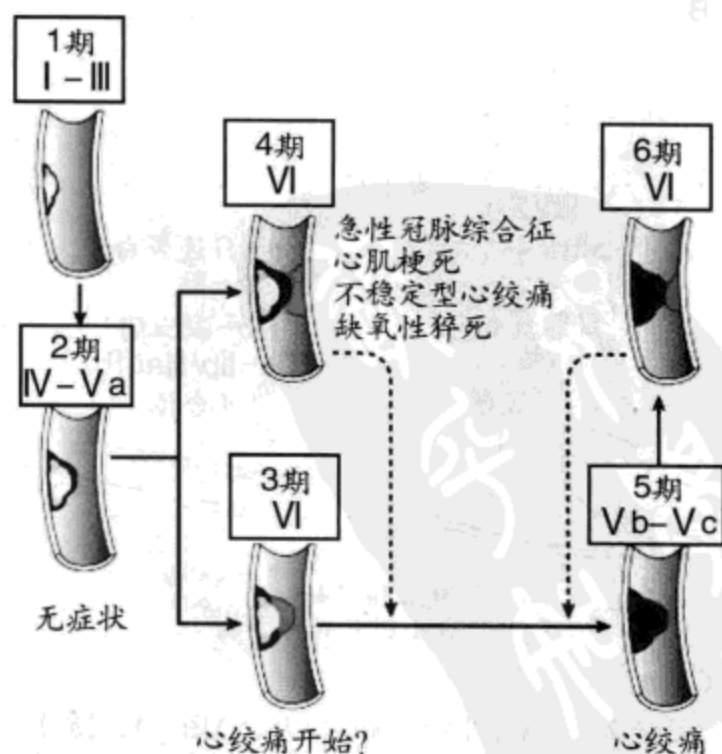 1期
Ⅰ–Ⅲ
4期
Ⅵ
急性冠脉综合征
心肌梗死
不稳定型心绞痛
缺氧性猝死
6期
Ⅵ
2期
Ⅳ–Ⅴa
无症状
3期
Ⅵ
心绞痛开始?
5期
Ⅴb–Ⅴc
心绞痛